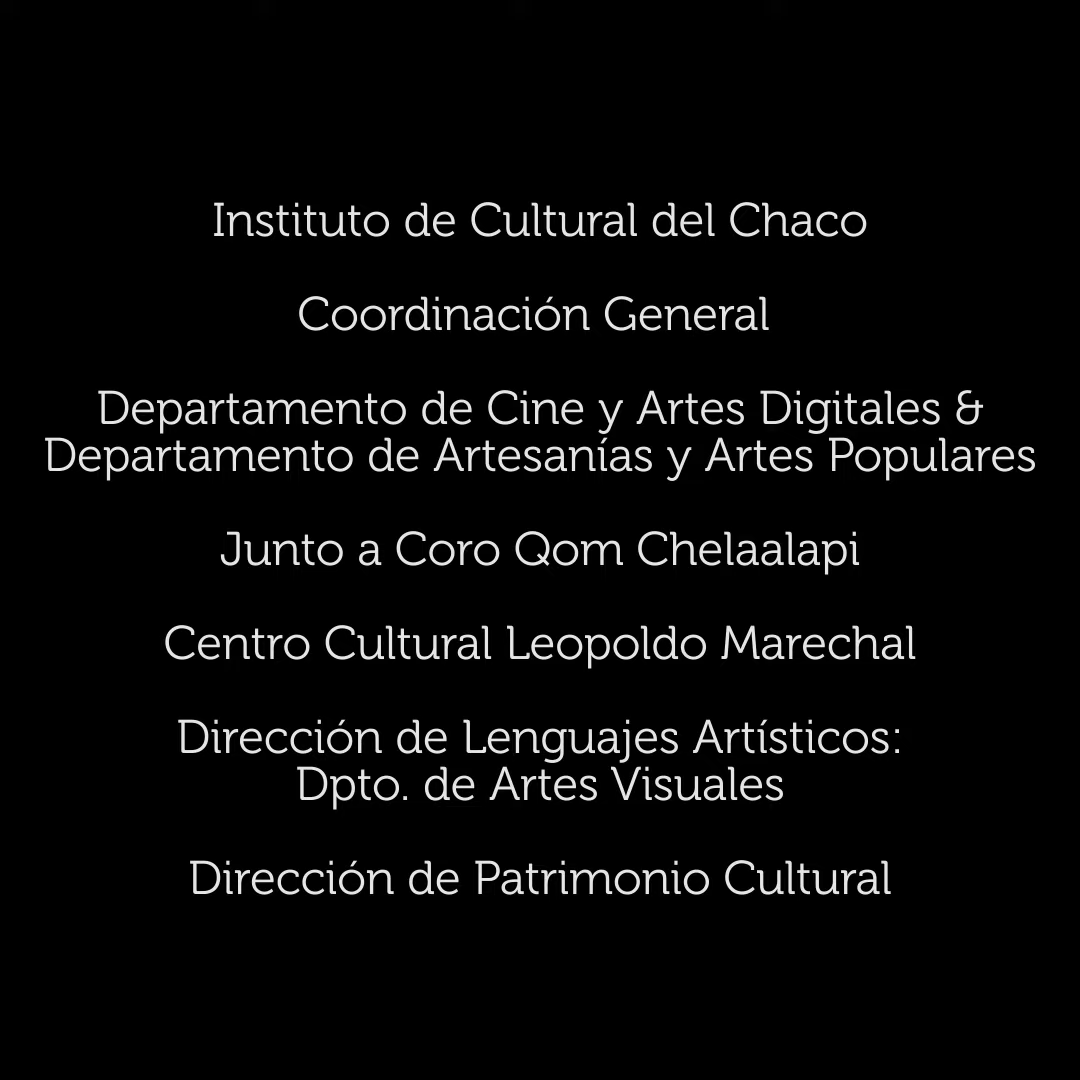 Instituto de Cultural del Chaco
Coordinación General
Departamento de Cine y Artes Digitales &
Departamento de Artesanías y Artes Populares
Junto a Coro Qom Chelaalapi
Centro Cultural Leopoldo Marechal
Dirección de Lenguajes Artísticos:
Dpto. de Artes Visuales
Dirección de Patrimonio Cultural